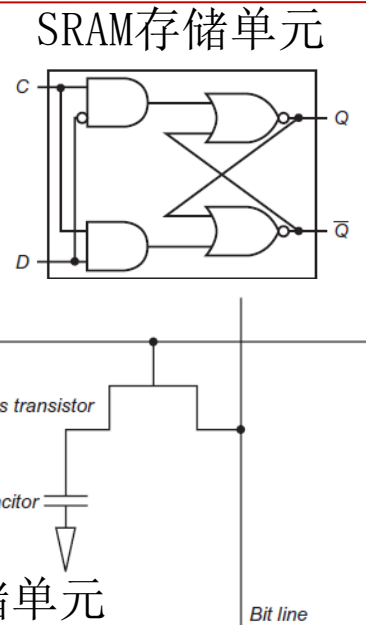 SRAM存储单元
C
Q
D
Q̅
s transistor
citor
储单元
Bit line